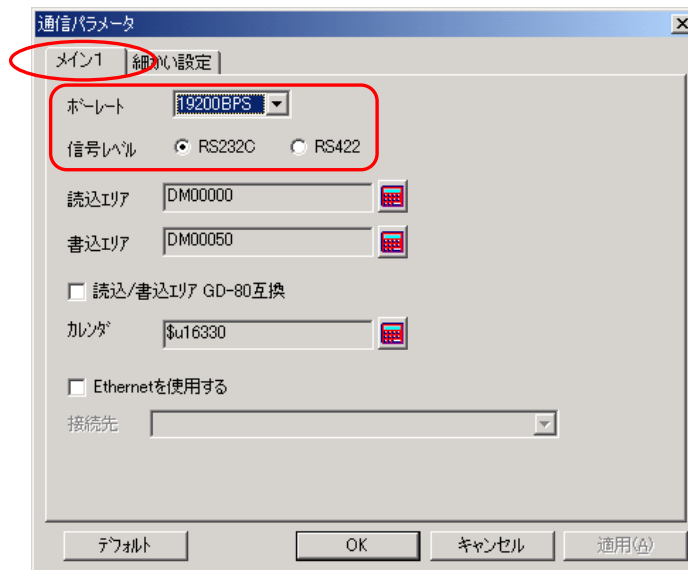 通信パラメータ
メイン1 細かい設定
ﾎﾞｰﾚｰﾄ 19200BPS
信号ﾚﾍﾞﾙ RS232C RS422
読込ｴﾘｱ DM00000
書込ｴﾘｱ DM00050
読込/書込ｴﾘｱ GD-80互換
ｶﾚﾝﾀﾞ $u16330
Ethernetを使用する
接続先
ﾃﾞﾌｫﾙﾄ OK キャンセル 適用(A)